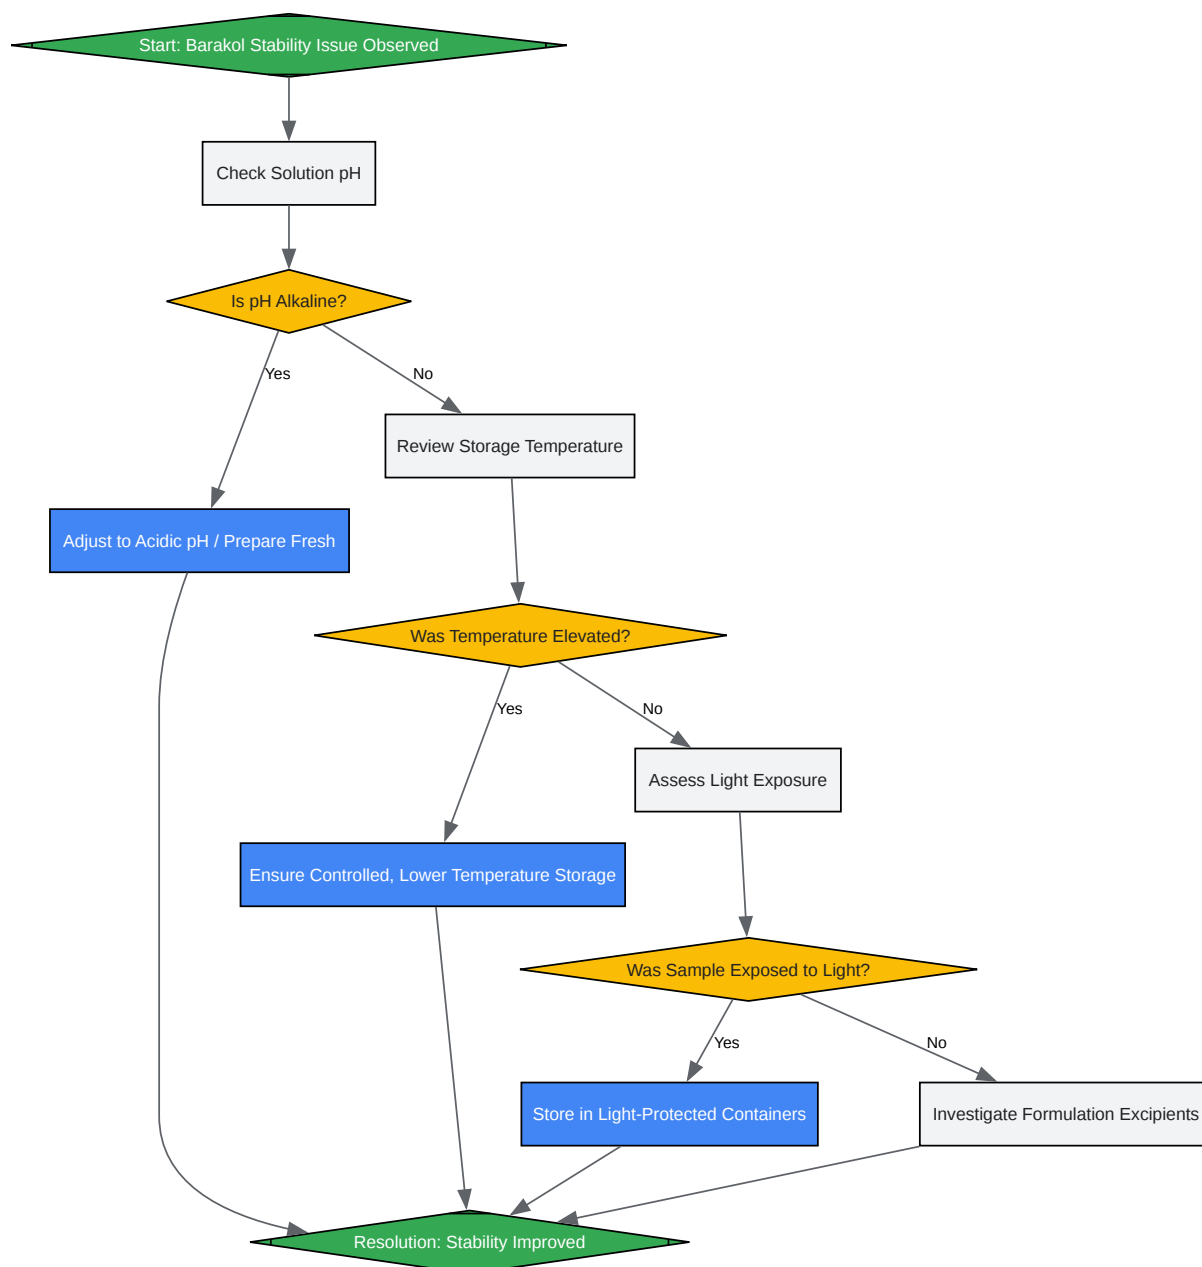 Start: Barakol Stability Issue Observed
Check Solution pH
Is pH Alkaline?
Yes
No
Review Storage Temperature
Adjust to Acidic pH / Prepare Fresh
Was Temperature Elevated?
Yes
No
Assess Light Exposure
Ensure Controlled, Lower Temperature Storage
Was Sample Exposed to Light?
Yes
No
Store in Light-Protected Containers
Investigate Formulation Excipients
Resolution: Stability Improved